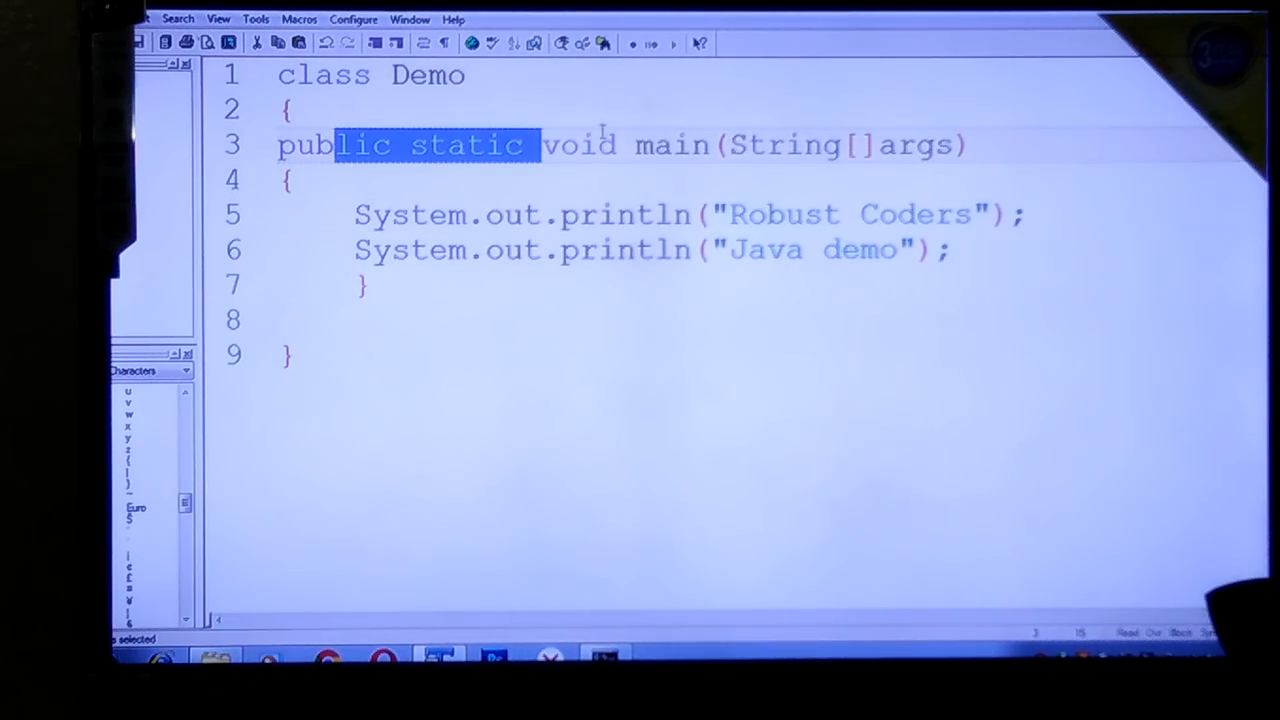 Search View Tools Macros Configure Window Help
1 class Demo
2 {
3 public static void main(String[]args)
4 {
5 System.out.println("Robust Coders");
6 System.out.println("Java demo");
7 }
8
9 }
Characters
u
v
w
x
y
z
{
|
}
~
Euro
selected
3 15 Read Ovr Block
3